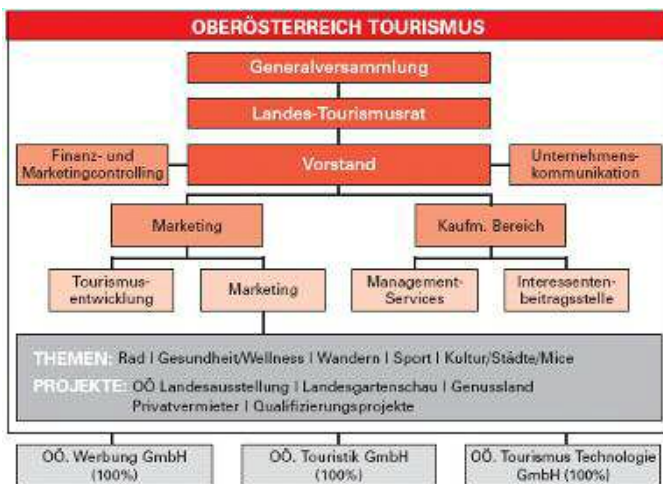 OBERÖSTERREICH TOURISMUS
Generalversammlung
Landes-Tourismusrat
Finanz- und
Marketingcontrolling
Vorstand
Unternehmens-
kommunikation
Marketing
Kaufm. Bereich
Tourismus-
entwicklung
Marketing
Management-
Services
Interessenten-
beitragsstelle
THEMEN: Rad | Gesundheit/Wellness | Wandern | Sport | Kultur/Städte/Mice
PROJEKTE: OÖ Landesausstellung | Landesgartenschau | Genussland
Privatvermieter | Qualifizierungsprojekte
OÖ. Werbung GmbH
(100%)
OÖ. Touristik GmbH
(100%)
OÖ. Tourismus Technologie
GmbH (100%)